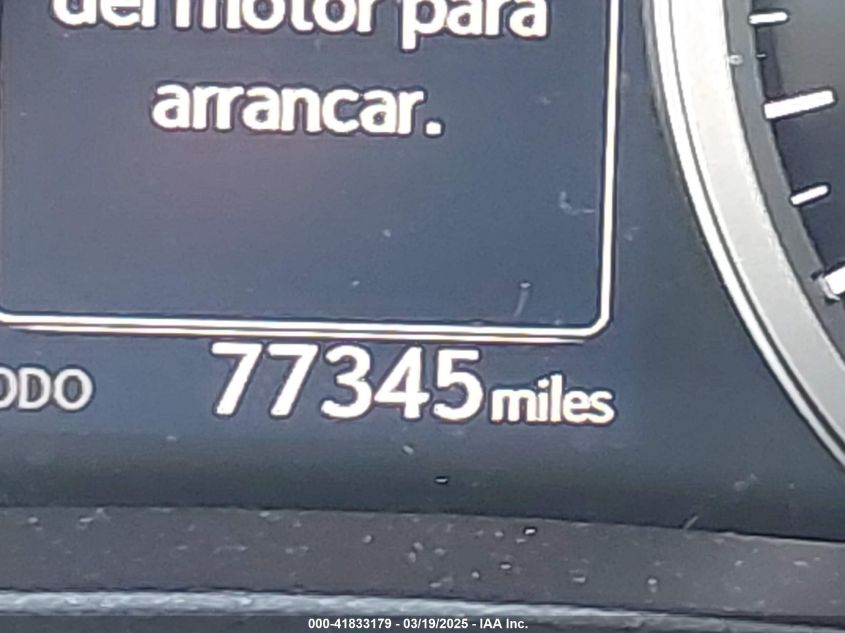 del motor para
arrancar.
ODO 77345 miles
000-41833179 - 03/19/2025 - IAA Inc.